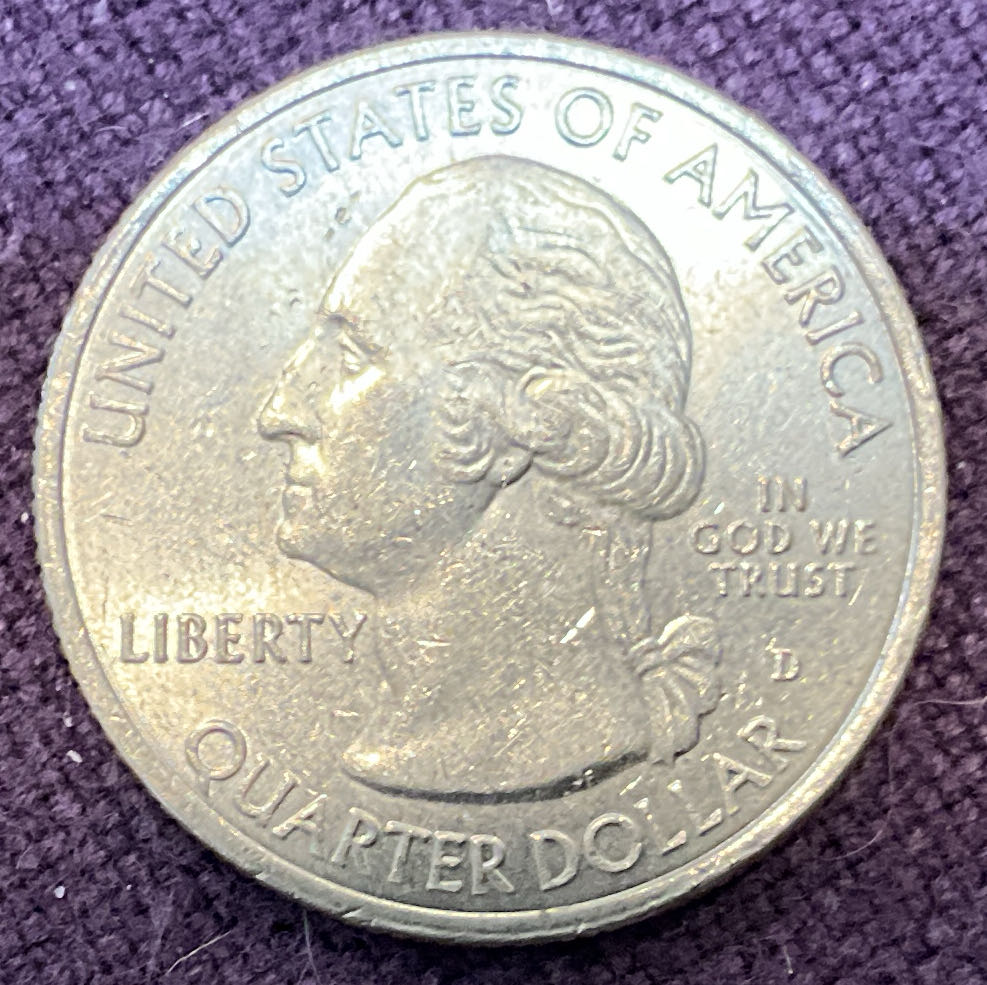 UNITED STATES OF AMERICA
IN
GOD WE
TRUST
LIBERTY
D
QUARTER DOLLAR